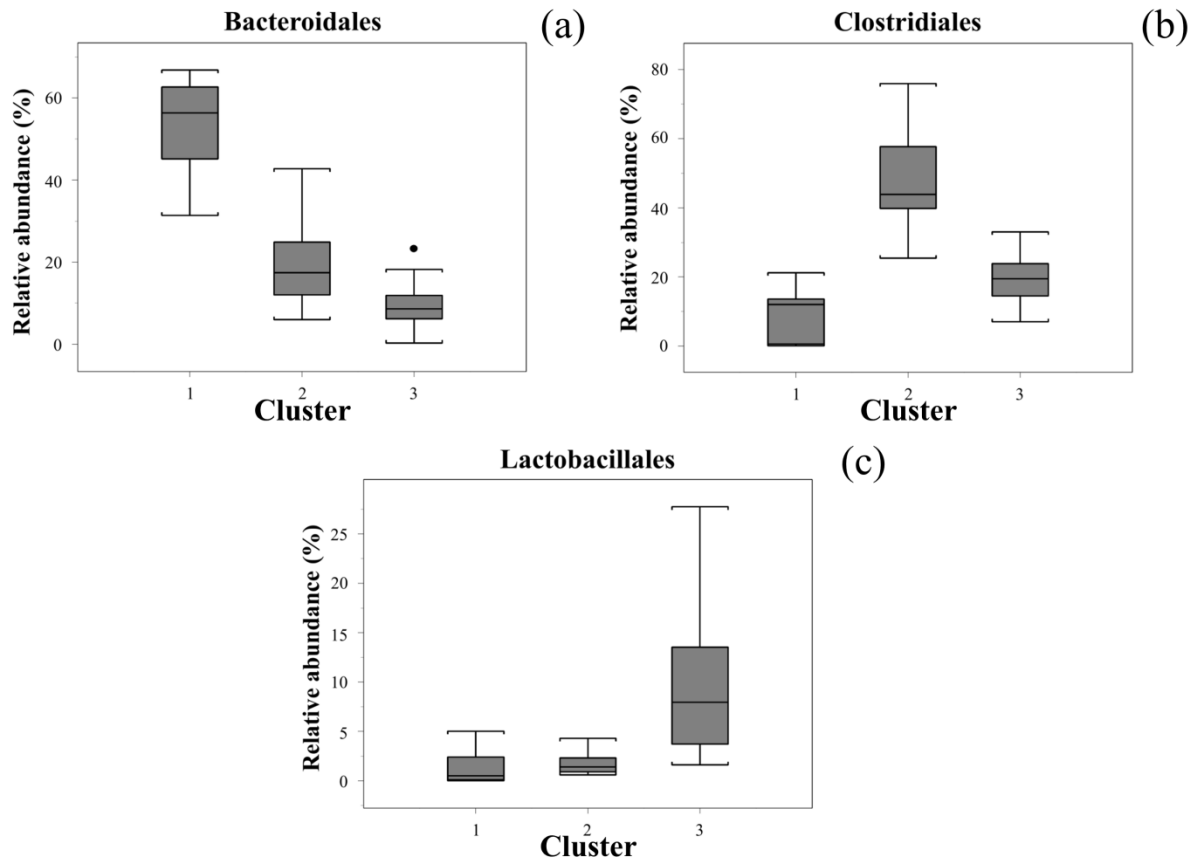 Bacteroidales
(a)
Relative abundance (%)
60
40
20
0
1 2 3
Cluster
Clostridiales
(b)
Relative abundance (%)
80
60
40
20
0
1 2 3
Cluster
Lactobacillales
(c)
Relative abundance (%)
25
20
15
10
5
0
1 2 3
Cluster